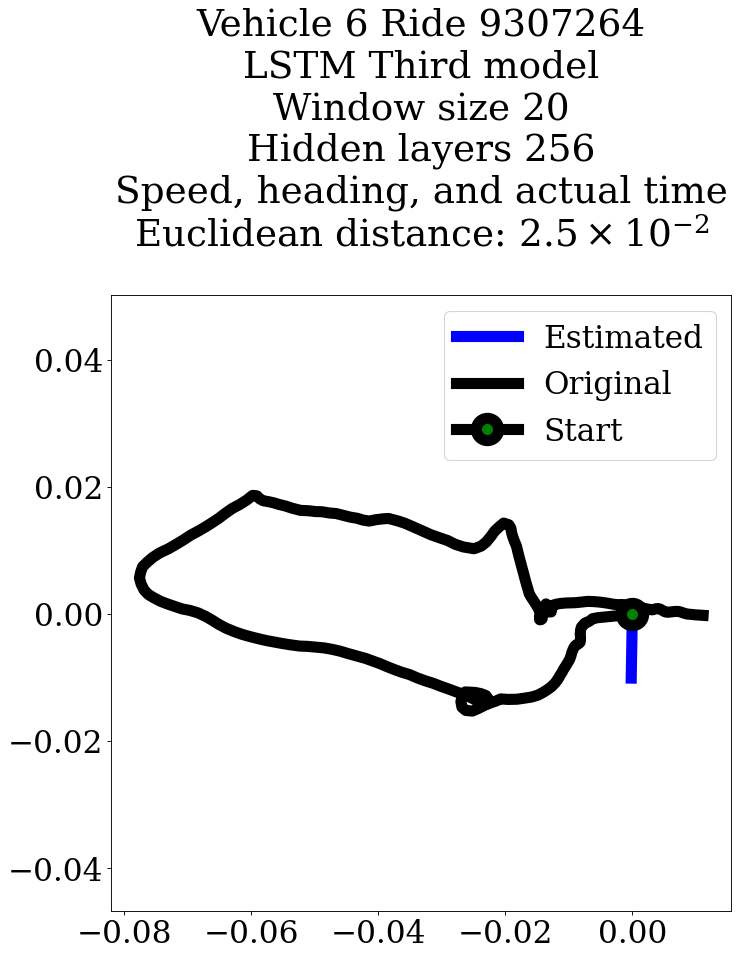 Vehicle 6 Ride 9307264
LSTM Third model
Window size 20
Hidden layers 256
Speed, heading, and actual time
Euclidean distance: 2.5 × 10⁻²
Estimated
Original
Start
0.04
0.02
0.00
−0.02
−0.04
−0.08 −0.06 −0.04 −0.02 0.00